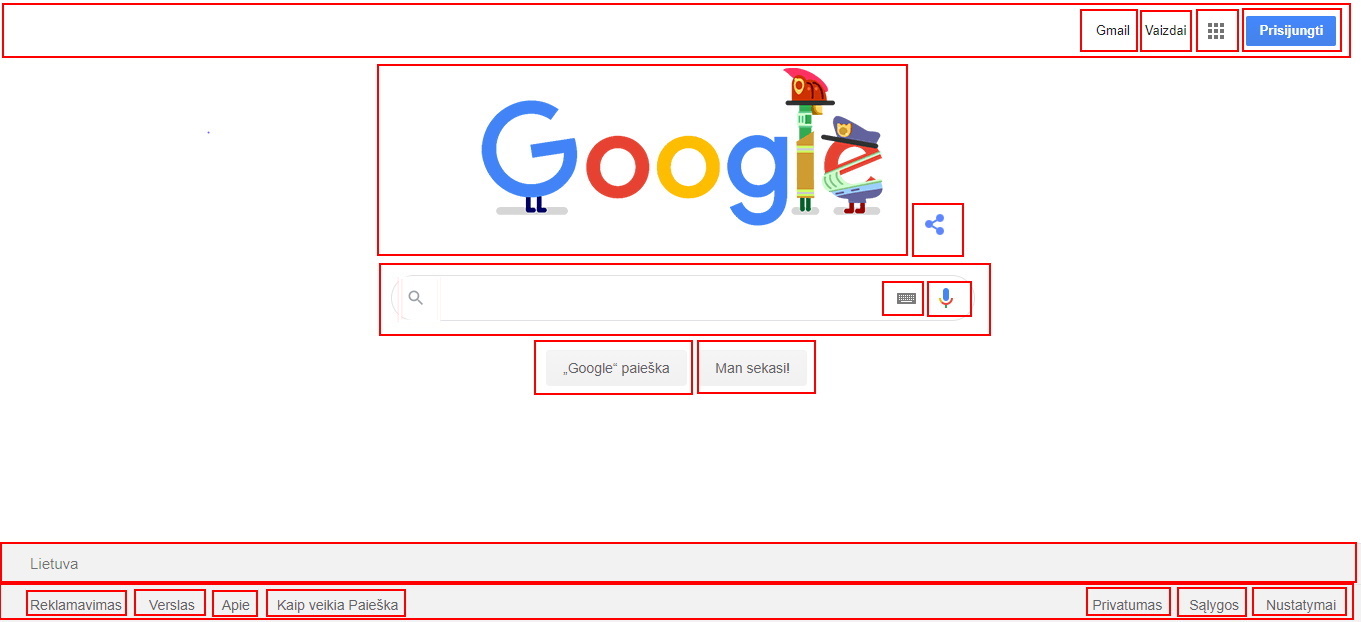 Gmail Vaizdai Prisijungti
Google
„Google“ paieška Man sekasi!
Lietuva
Reklamavimas Verslas Apie Kaip veikia Paieška Privatumas Sąlygos Nustatymai